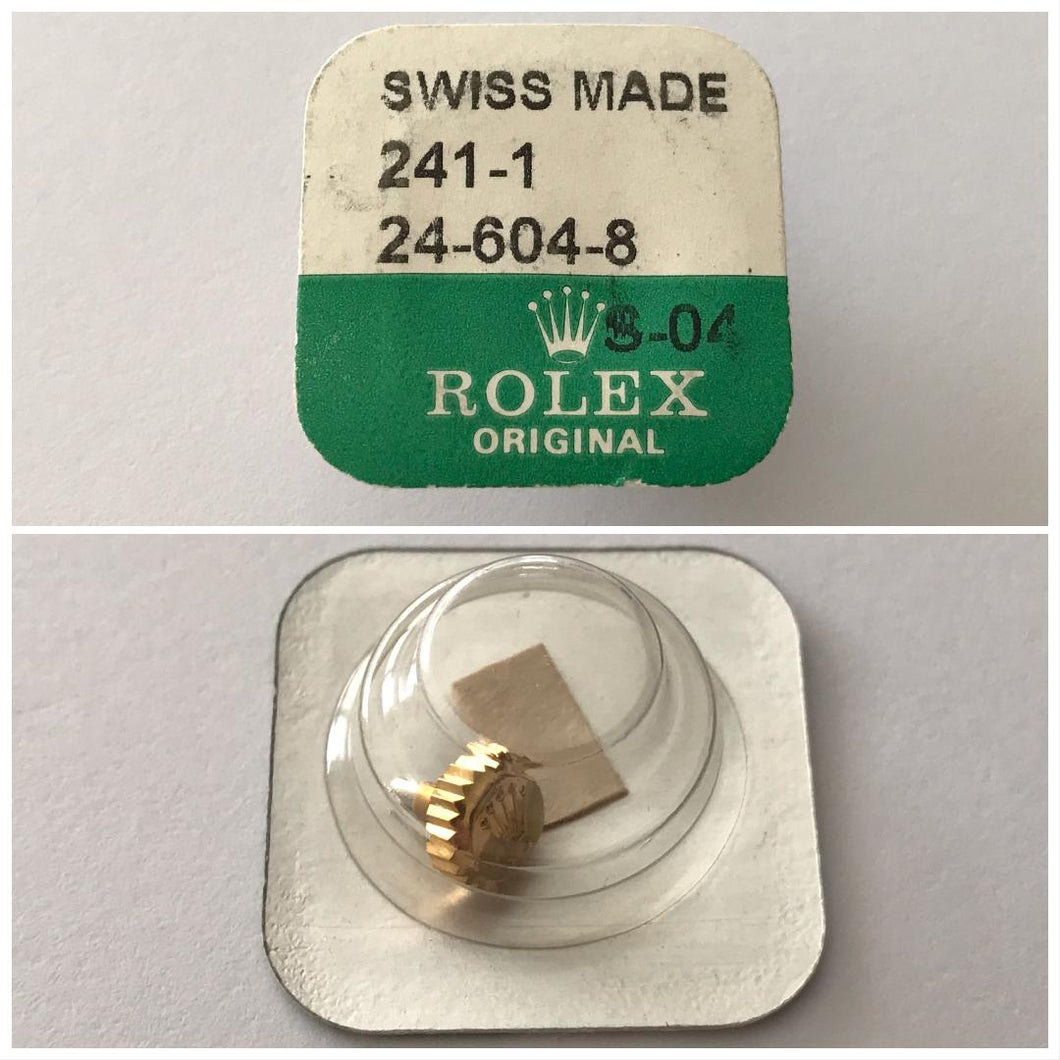 SWISS MADE
241-1
24-604-8
S-04
ROLEX
ORIGINAL